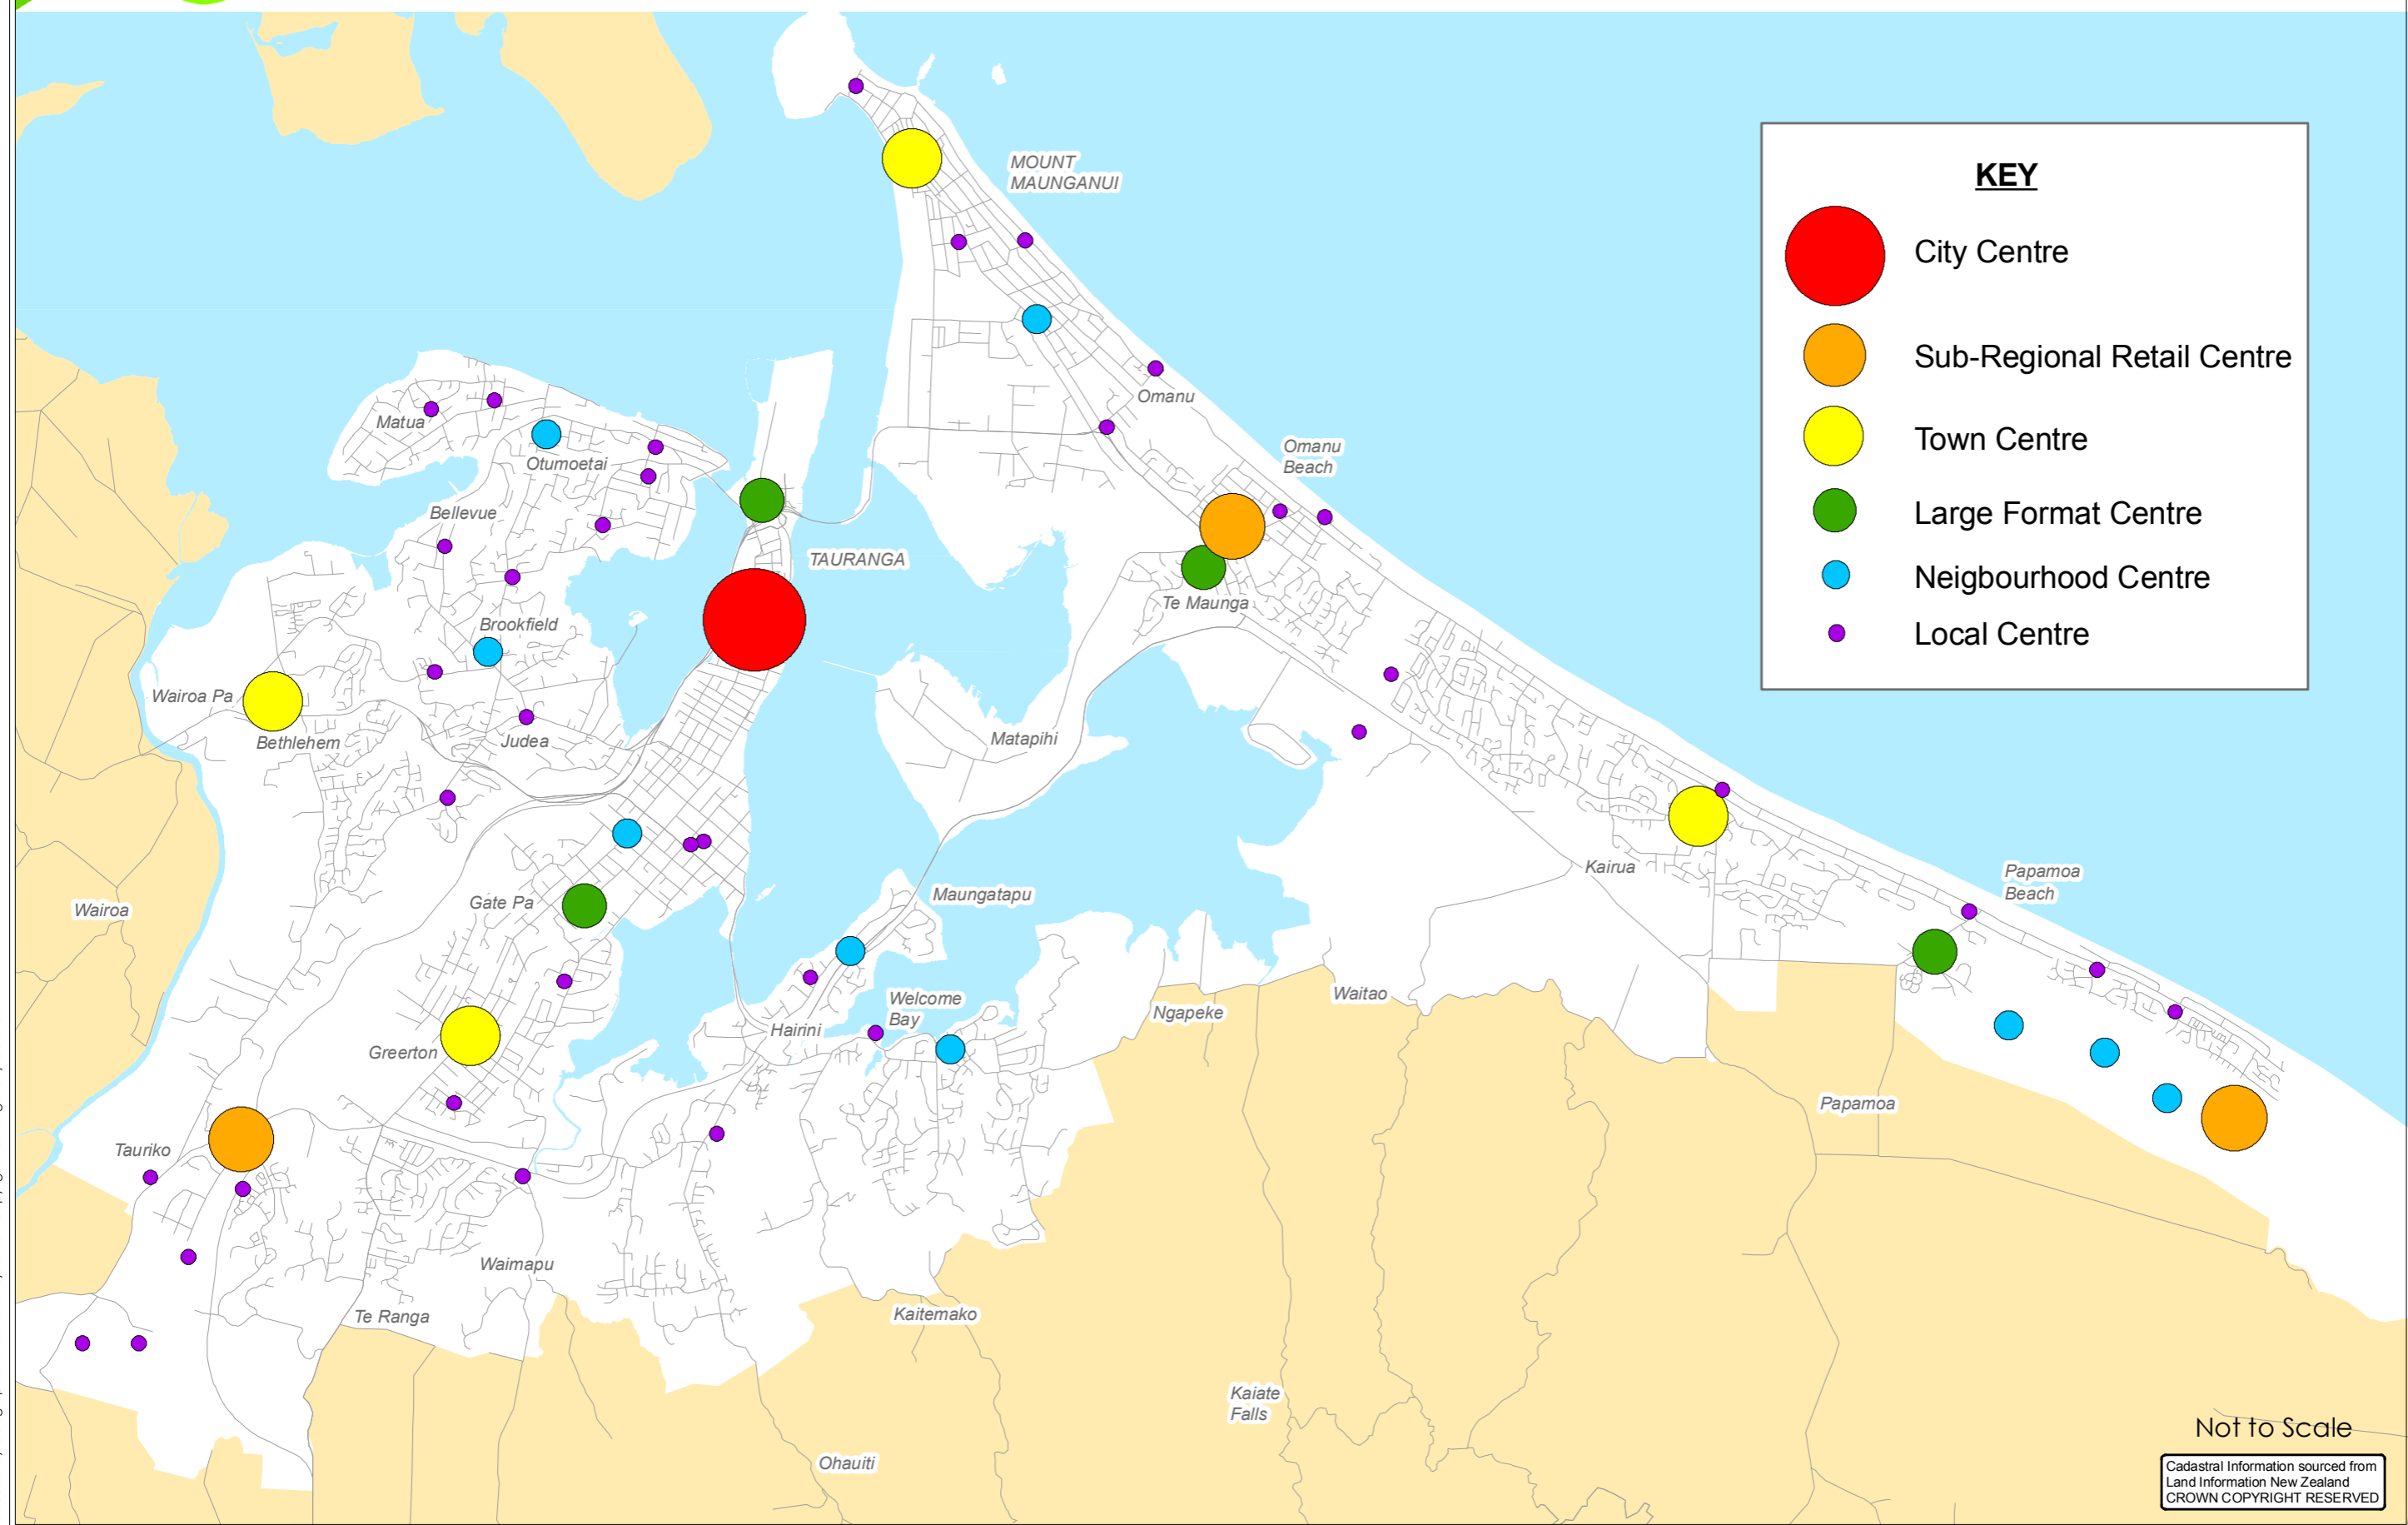 MOUNT
MAUNGANUI
KEY
City Centre
Sub-Regional Retail Centre
Town Centre
Large Format Centre
Neigbourhood Centre
Local Centre
Matua
Omanu
Otumoetai
Omanu
Beach
Bellevue
TAURANGA
Te Maunga
Brookfield
Wairoa Pa
Bethlehem
Judea
Matapihi
Kairua
Papamoa
Beach
Gate Pa
Maungatapu
Wairoa
Welcome
Bay
Waitao
Ngapeke
Hairini
Greerton
Papamoa
Tauriko
Waimapu
Te Ranga
Kaitemako
Kaiate
Falls
Ohauiti
Not to Scale
Cadastral Information sourced from
Land Information New Zealand
CROWN COPYRIGHT RESERVED